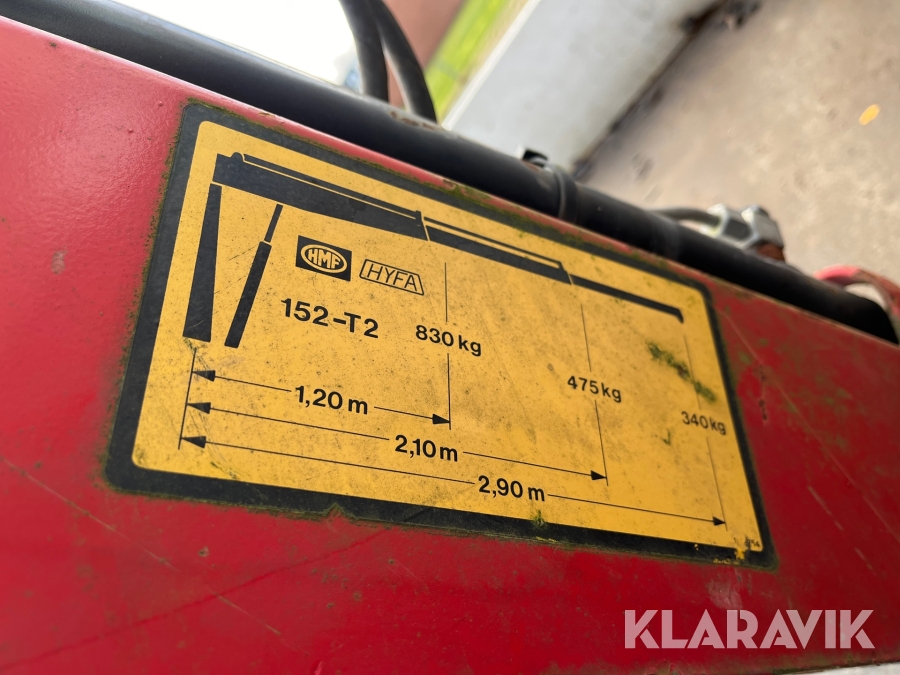 HMF
HYFA
152-T2
830 kg
475 kg
340 kg
1,20 m
2,10 m
2,90 m
KLARAVIK